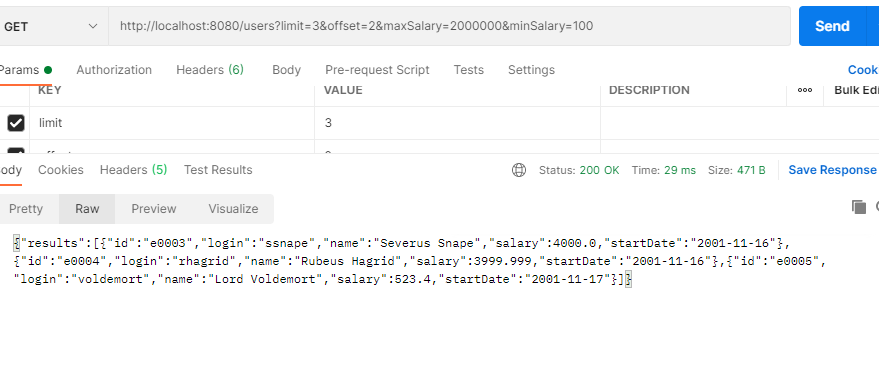 GET http://localhost:8080/users?limit=3&offset=2&maxSalary=2000000&minSalary=100 Send
Params Authorization Headers (6) Body Pre-request Script Tests Settings Cook
KEY VALUE DESCRIPTION ooo Bulk Edi
limit 3
ody Cookies Headers (5) Test Results Status: 200 OK Time: 29 ms Size: 471 B Save Response
Pretty Raw Preview Visualize
{"results":[{"id":"e0003","login":"ssnape","name":"Severus Snape","salary":4000.0,"startDate":"2001-11-16"},
{"id":"e0004","login":"rhagrid","name":"Rubeus Hagrid","salary":3999.999,"startDate":"2001-11-16"},{"id":"e0005",
"login":"voldemort","name":"Lord Voldemort","salary":523.4,"startDate":"2001-11-17"}]}